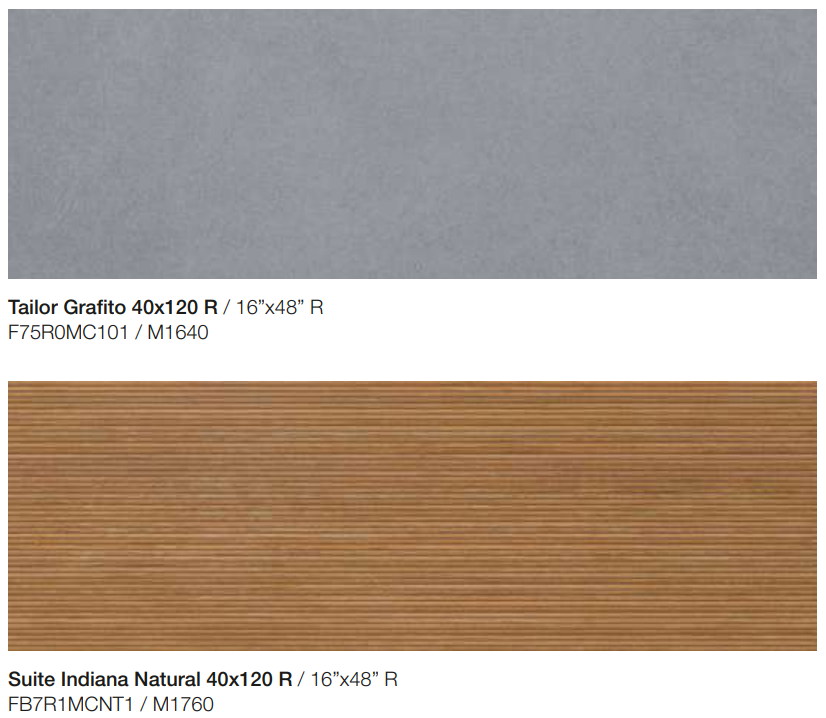 Tailor Grafito 40x120 R / 16”x48” R
F75R0MC101 / M1640
Suite Indiana Natural 40x120 R / 16”x48” R
FB7R1MCNT1 / M1760